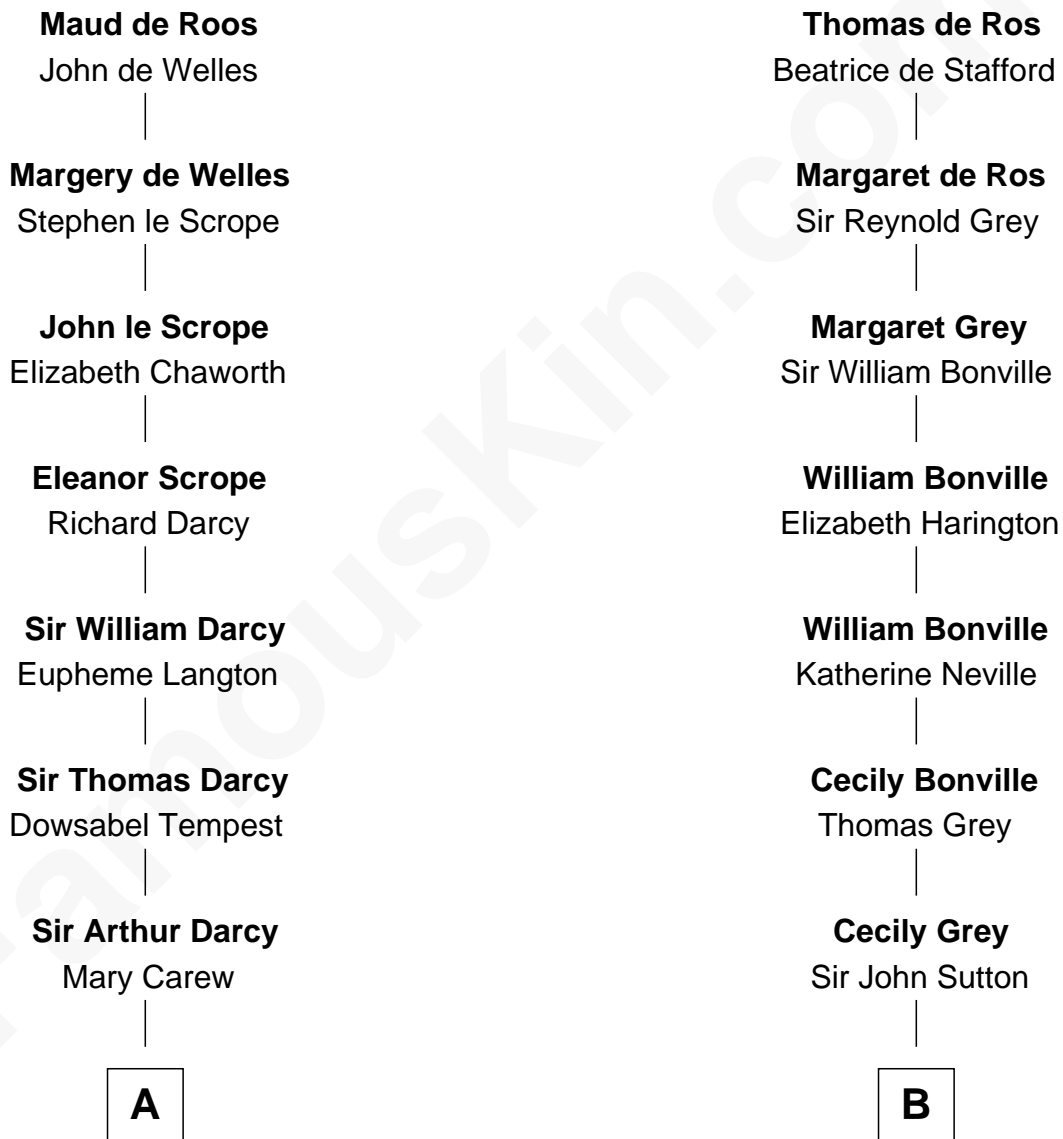 Maud de Roos
John de Welles
Margery de Welles
Stephen le Scrope
John le Scrope
Elizabeth Chaworth
Eleanor Scrope
Richard Darcy
Sir William Darcy
Eupheme Langton
Sir Thomas Darcy
Dowsabel Tempest
Sir Arthur Darcy
Mary Carew
A
Thomas de Ros
Beatrice de Stafford
Margaret de Ros
Sir Reynold Grey
Margaret Grey
Sir William Bonville
William Bonville
Elizabeth Harington
William Bonville
Katherine Neville
Cecily Bonville
Thomas Grey
Cecily Grey
Sir John Sutton
B
FamousKin.com